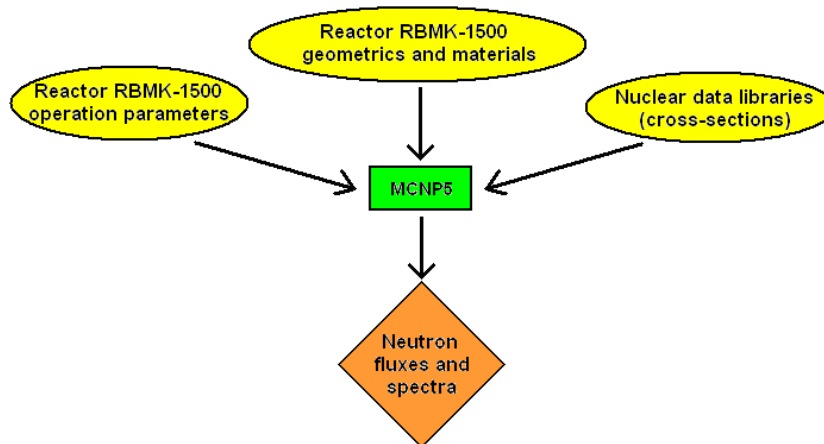 Reactor RBMK-1500
geometrics and materials
Reactor RBMK-1500
operation parameters
Nuclear data libraries
(cross-sections)
MCNP5
Neutron
fluxes and
spectra